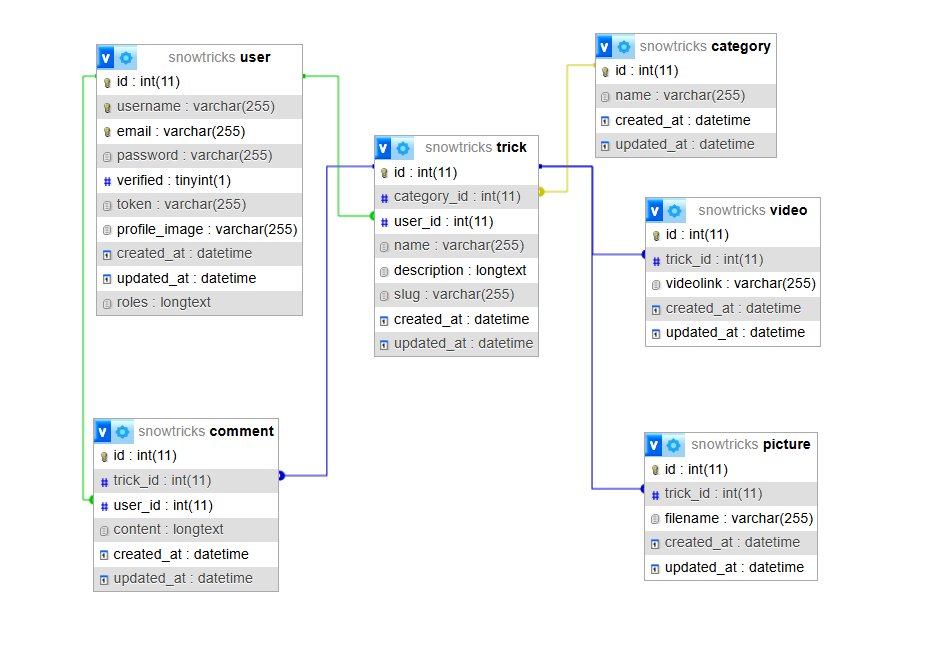 v snowtricks user
id : int(11)
username : varchar(255)
email : varchar(255)
password : varchar(255)
# verified : tinyint(1)
token : varchar(255)
profile_image : varchar(255)
created_at : datetime
updated_at : datetime
roles : longtext
v snowtricks category
id : int(11)
name : varchar(255)
created_at : datetime
updated_at : datetime
v snowtricks trick
id : int(11)
# category_id : int(11)
# user_id : int(11)
name : varchar(255)
description : longtext
slug : varchar(255)
created_at : datetime
updated_at : datetime
v snowtricks video
id : int(11)
# trick_id : int(11)
videolink : varchar(255)
created_at : datetime
updated_at : datetime
v snowtricks comment
id : int(11)
# trick_id : int(11)
# user_id : int(11)
content : longtext
created_at : datetime
updated_at : datetime
v snowtricks picture
id : int(11)
# trick_id : int(11)
filename : varchar(255)
created_at : datetime
updated_at : datetime